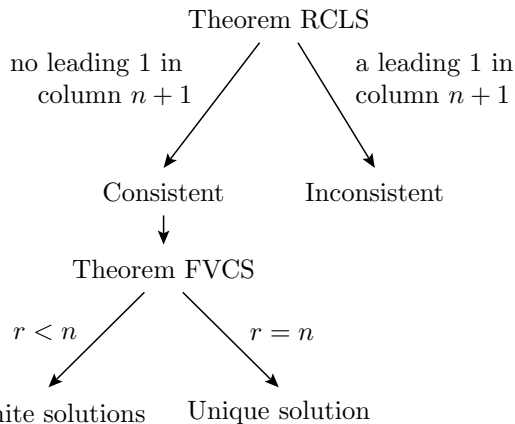 Theorem RCLS
no leading 1 in
column n + 1
a leading 1 in
column n + 1
Consistent
Inconsistent
Theorem FVCS
r < n
r = n
nite solutions
Unique solution